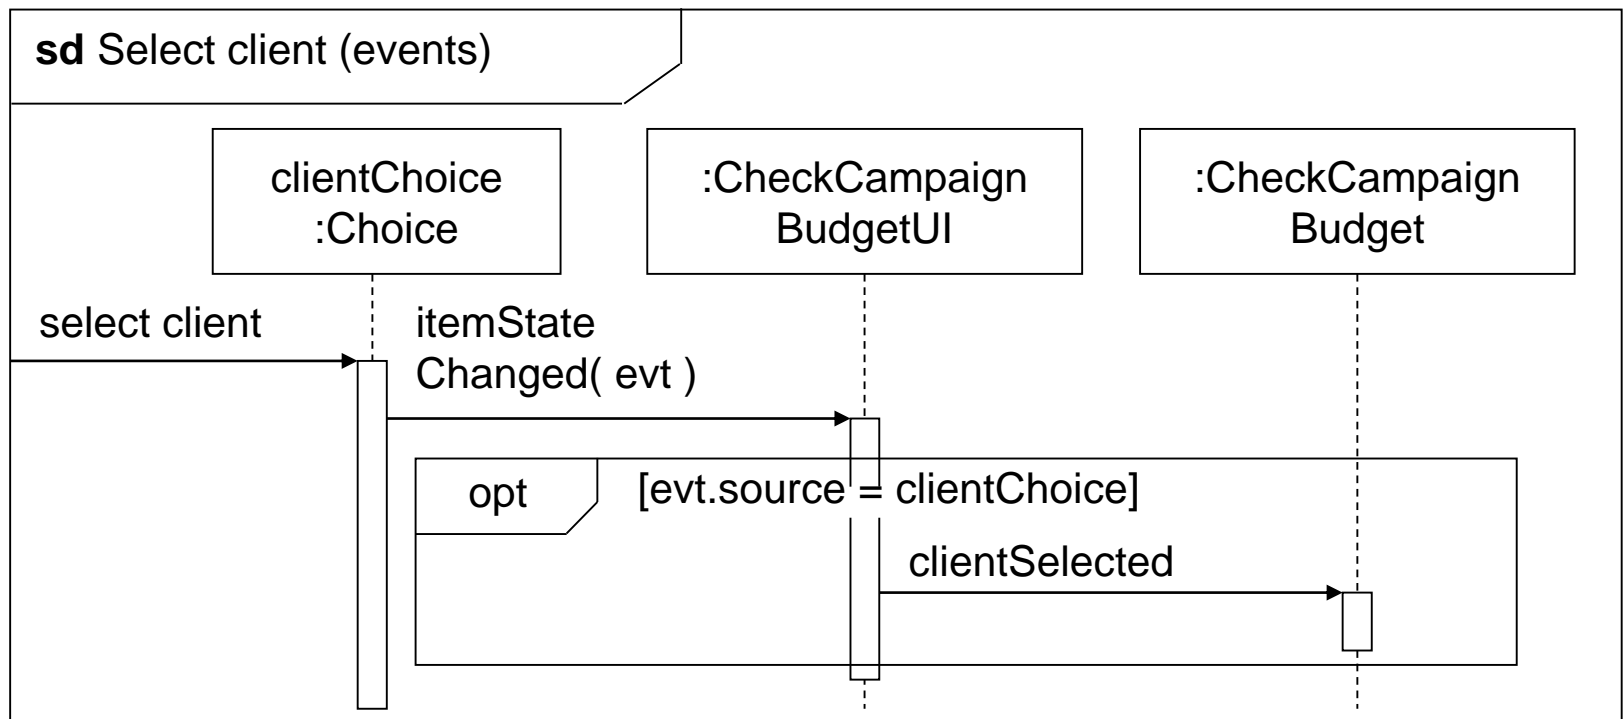 sd Select client (events)
clientChoice
:Choice
:CheckCampaign
BudgetUI
:CheckCampaign
Budget
select client
itemState
Changed( evt )
opt
[evt.source = clientChoice]
clientSelected